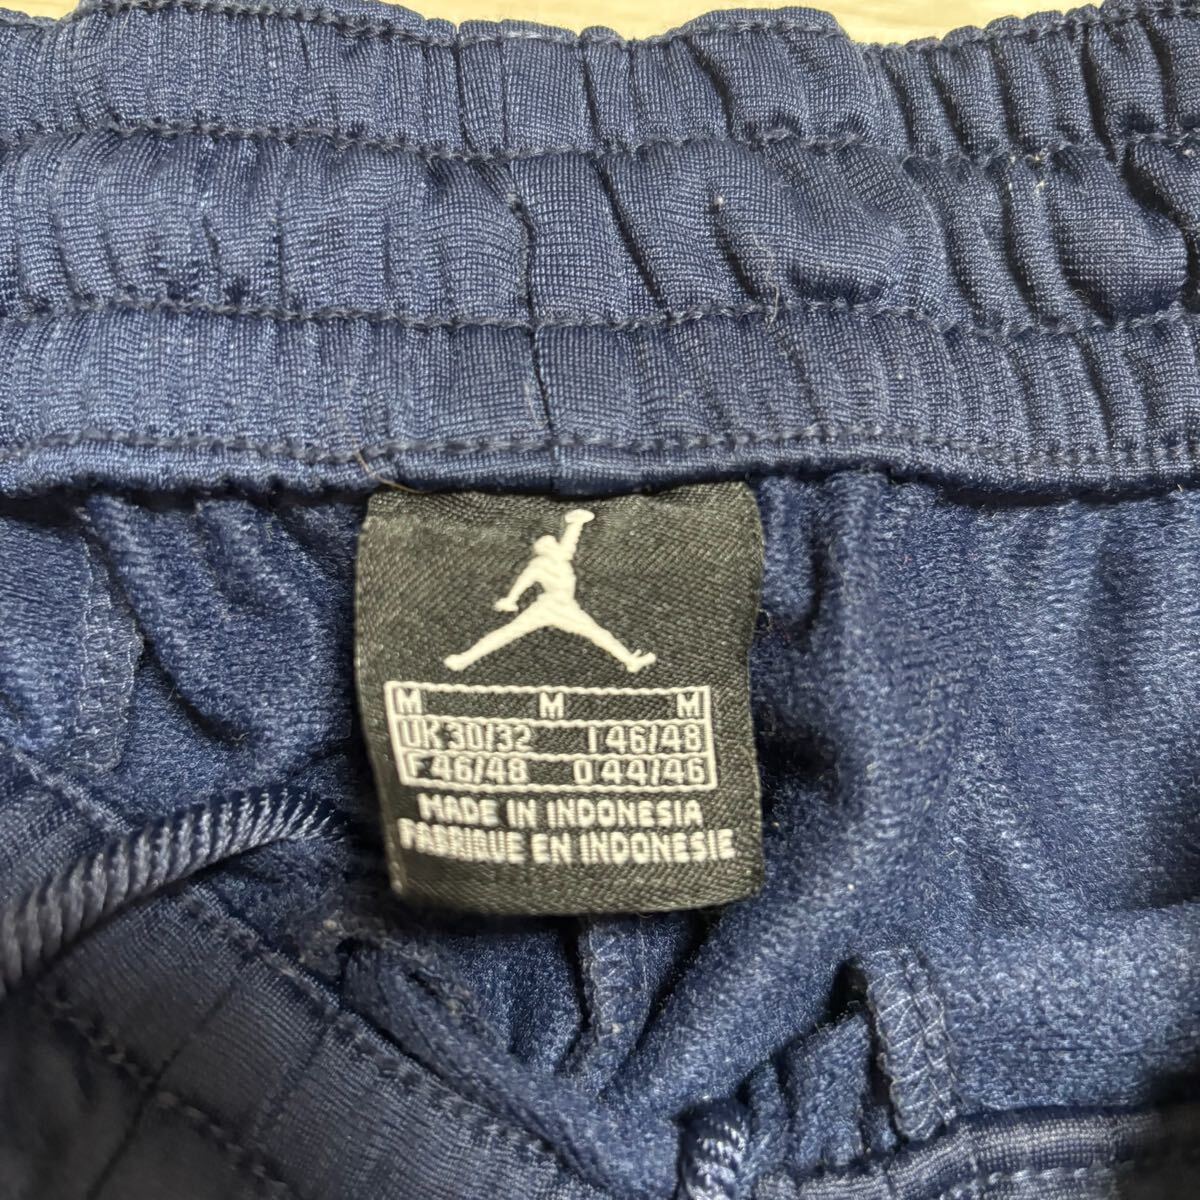 M M M
UK 30/32 I 46/48
F 46/48 D 44/46
MADE IN INDONESIA
FABRIQUE EN INDONESIE